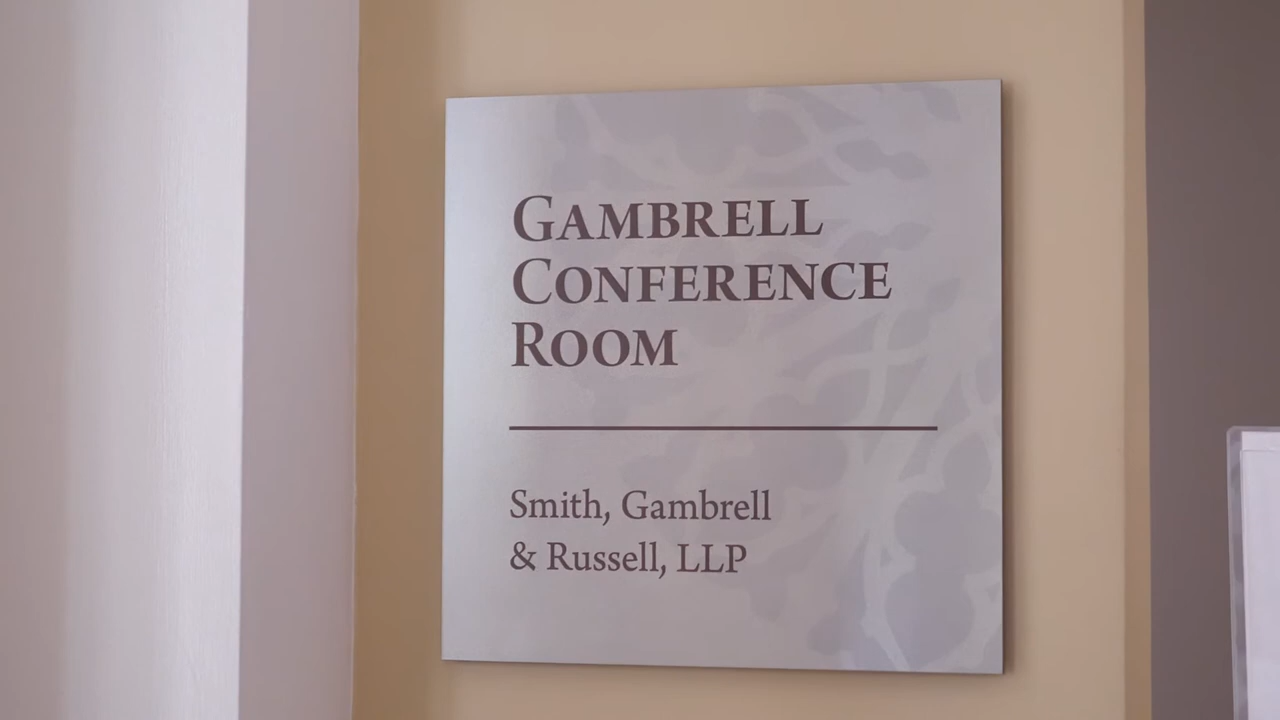 GAMBRELL
CONFERENCE
ROOM
Smith, Gambrell
& Russell, LLP